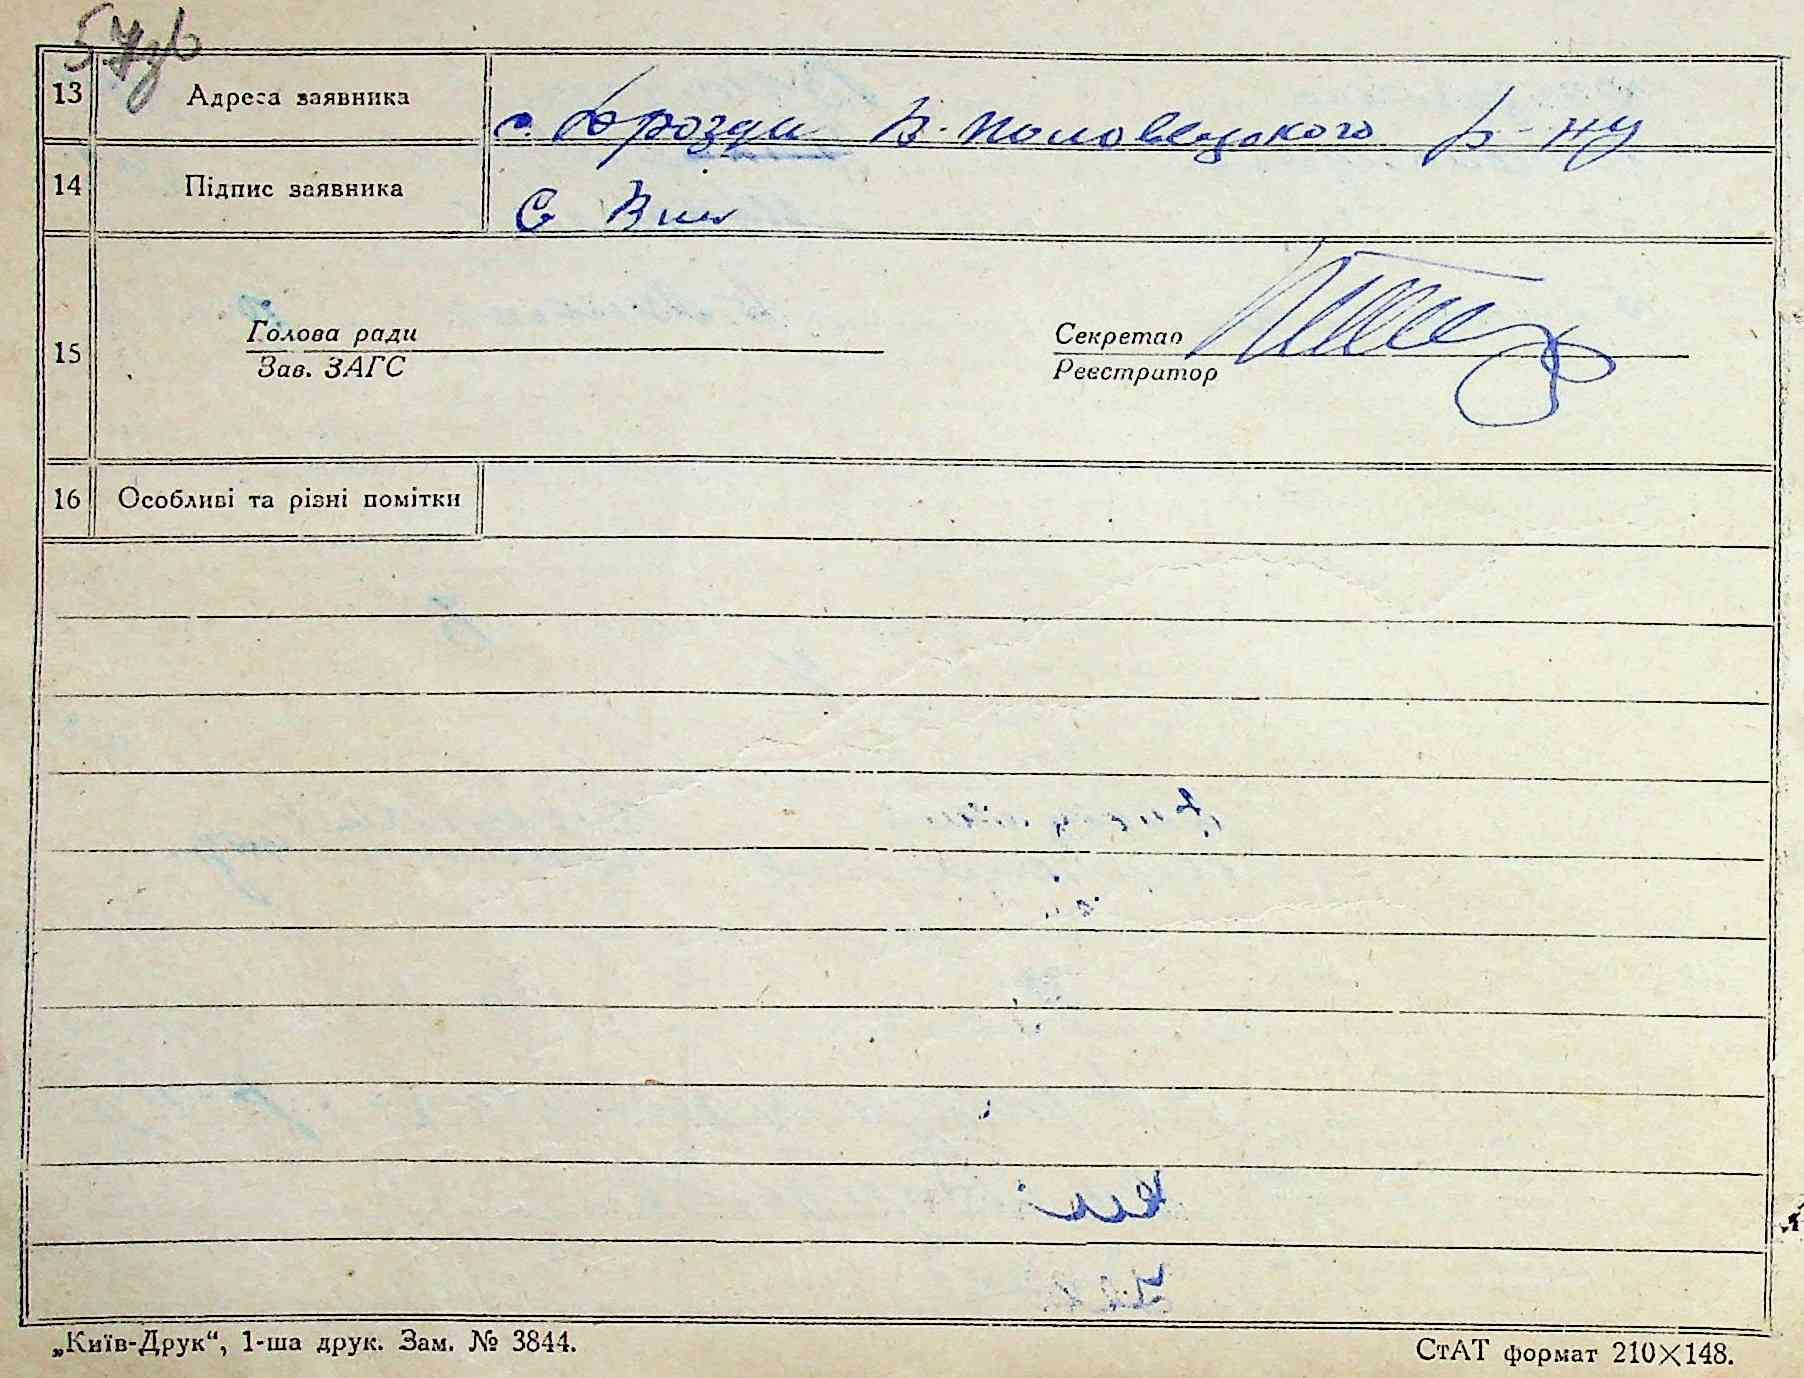 13 Адреса заявника с. Дрозди В-Половецького р-ну
14 Підпис заявника
15 Голова ради Секретар
Зав. ЗАГС Реєстратор
16 Особливі та різні помітки
„Київ-Друк“, 1-ша друк. Зам. № 3844. СтАТ формат 210×148.